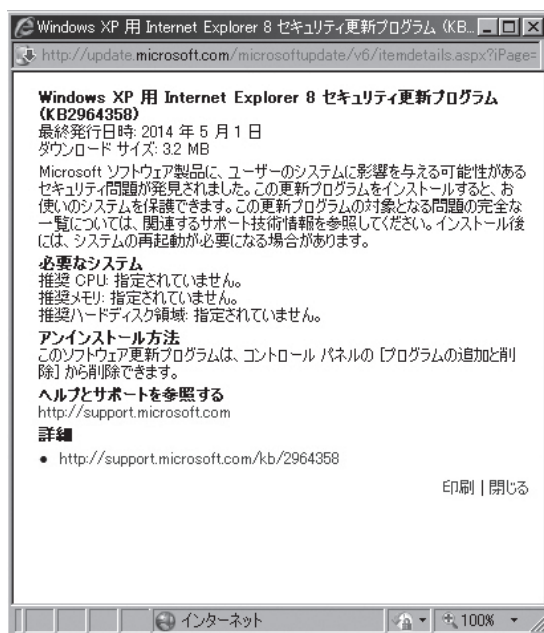 Windows XP 用 Internet Explorer 8 セキュリティ更新プログラム (KB...
http://update.microsoft.com/microsoftupdate/v6/itemdetails.aspx?iPage=
Windows XP 用 Internet Explorer 8 セキュリティ更新プログラム
(KB2964358)
最終発行日時: 2014 年 5 月 1 日
ダウンロード サイズ: 3.2 MB
Microsoft ソフトウェア製品に、ユーザーのシステムに影響を与える可能性がある
セキュリティ問題が発見されました。この更新プログラムをインストールすると、お
使いのシステムを保護できます。この更新プログラムの対象となる問題の完全な
一覧については、関連するサポート技術情報を参照してください。インストール後
には、システムの再起動が必要になる場合があります。
必要なシステム
推奨 CPU: 指定されていません。
推奨メモリ: 指定されていません。
推奨ハードディスク領域: 指定されていません。
アンインストール方法
このソフトウェア更新プログラムは、コントロール パネルの [プログラムの追加と削
除] から削除できます。
ヘルプとサポートを参照する
http://support.microsoft.com
詳細
• http://support.microsoft.com/kb/2964358
印刷 | 閉じる
インターネット
100%